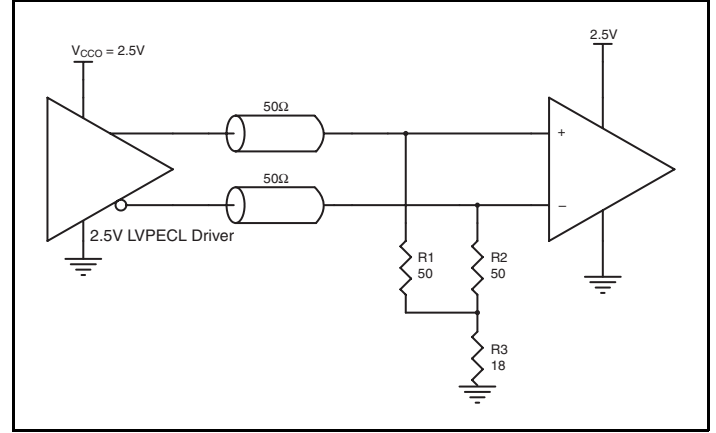 V_CCO = 2.5V
2.5V
50Ω
+
50Ω
−
2.5V LVPECL Driver
R1
50
R2
50
R3
18